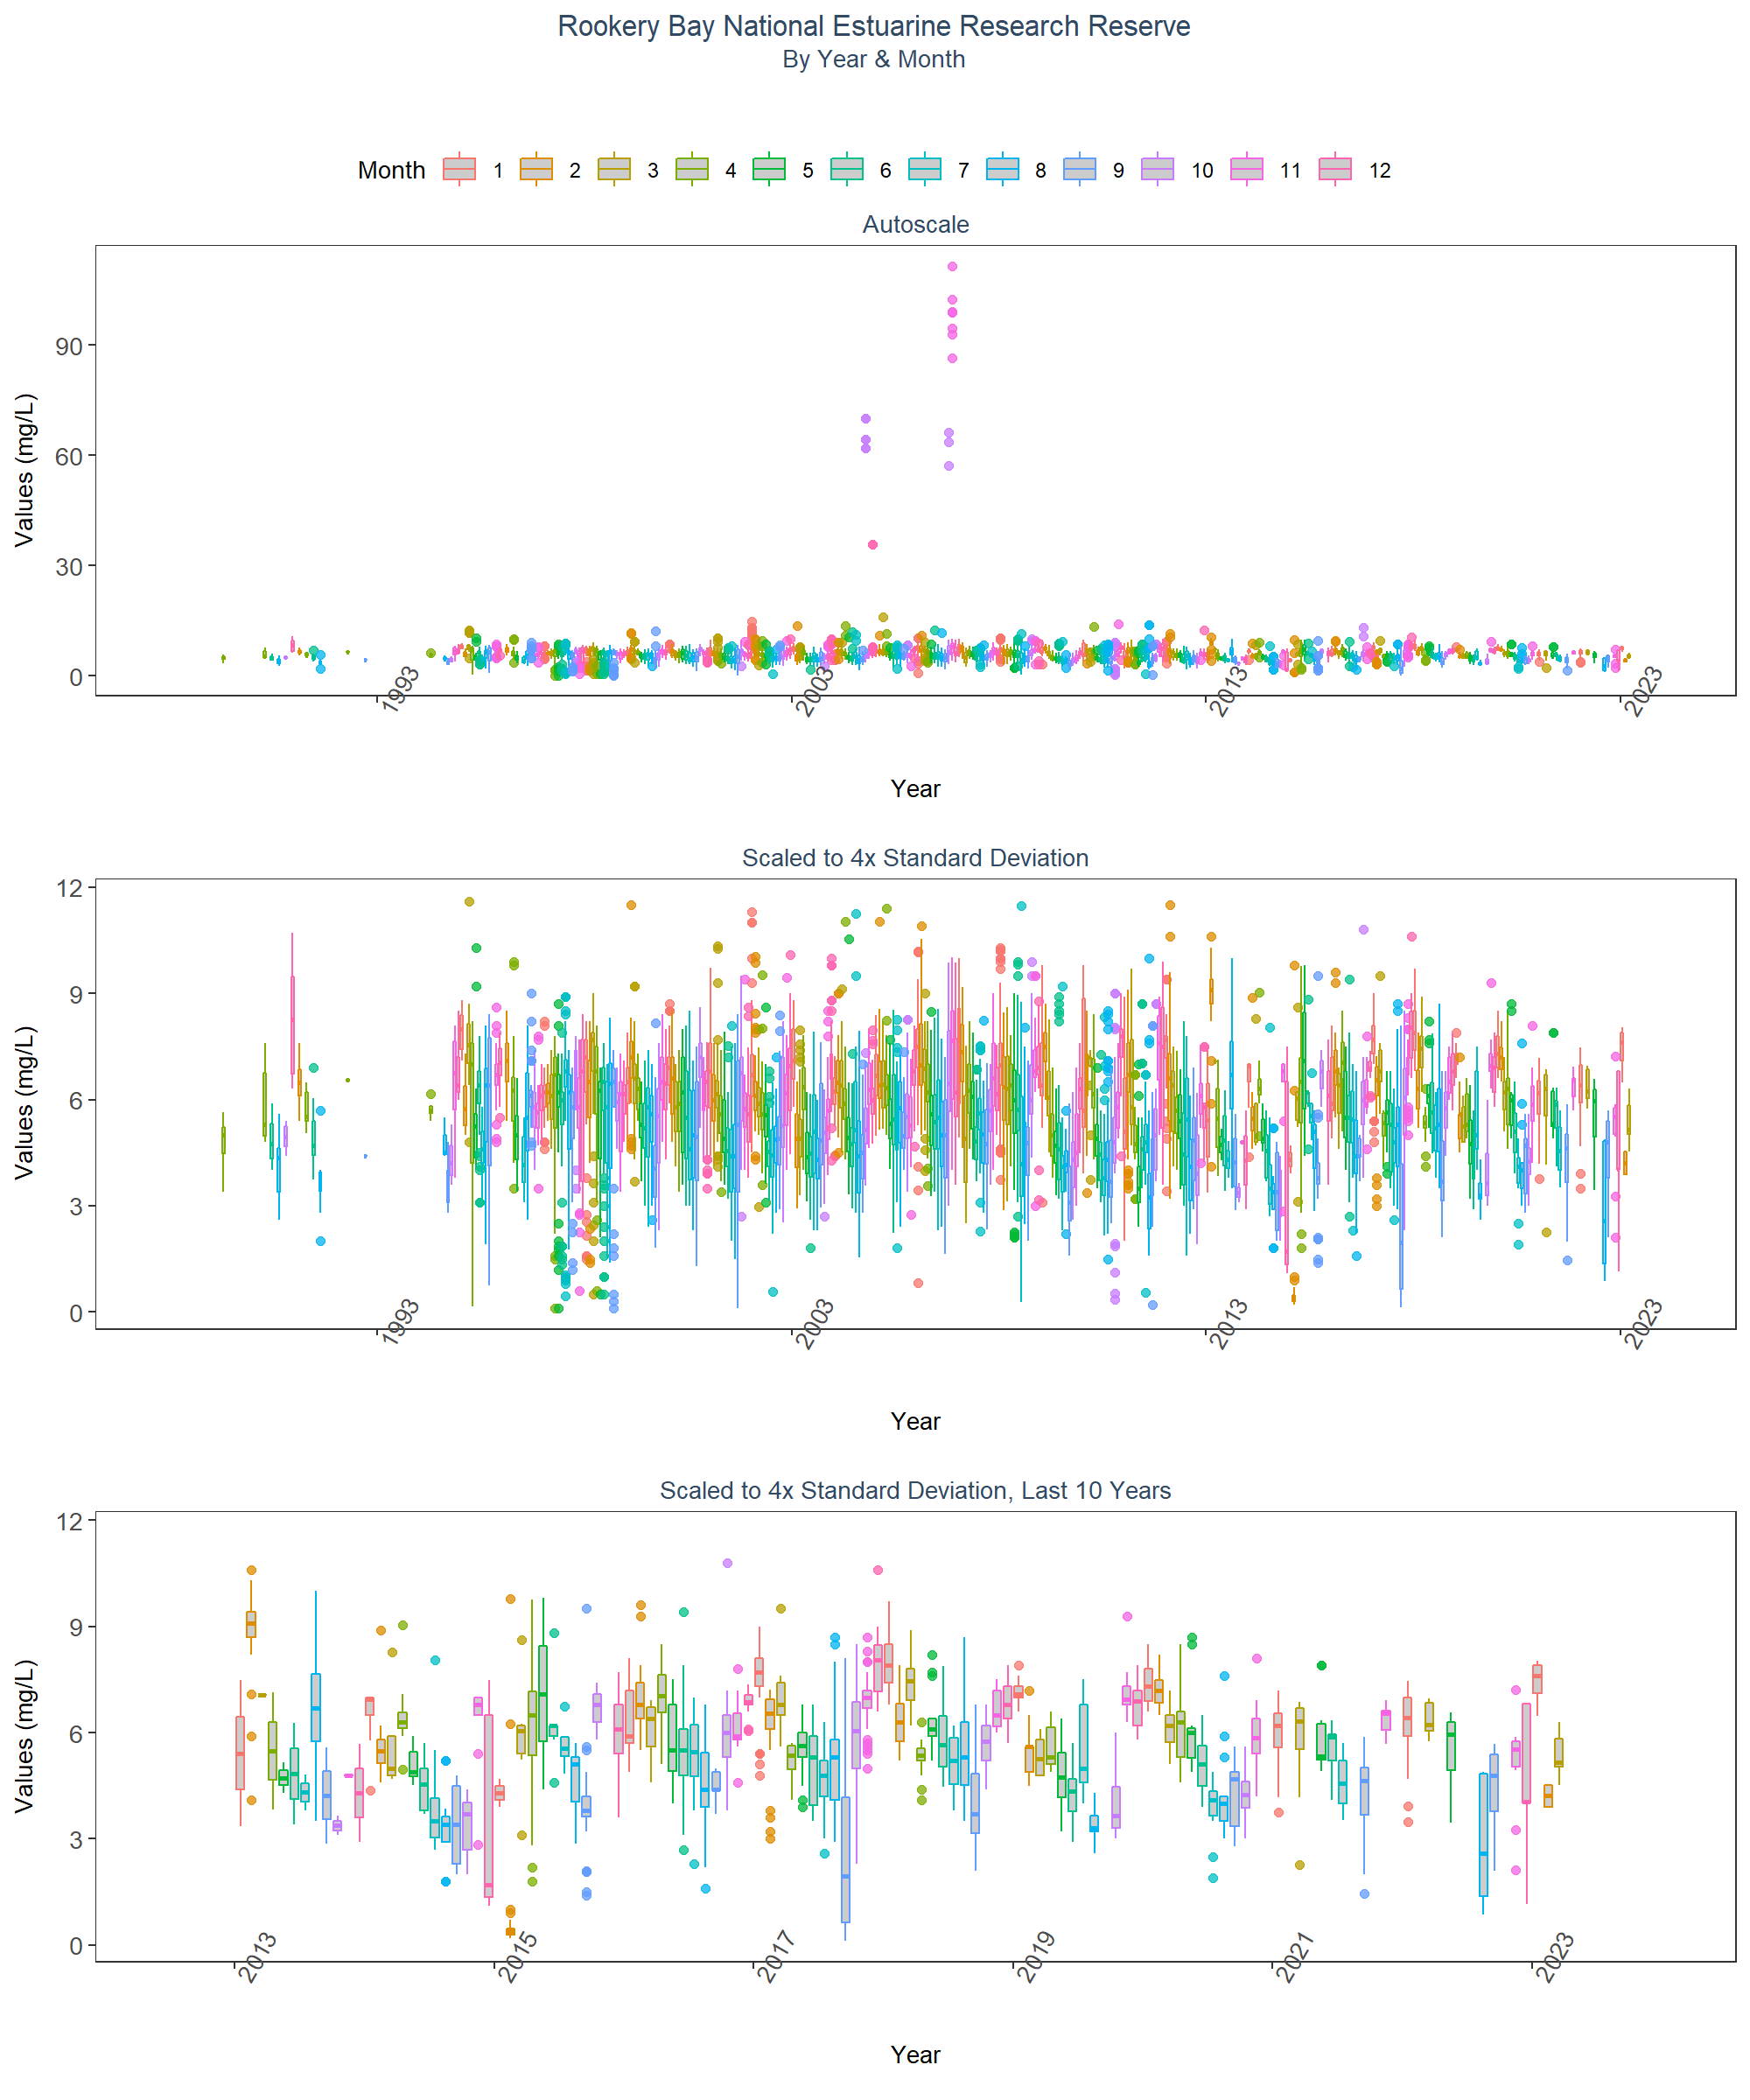 Rookery Bay National Estuarine Research Reserve
By Year & Month
Month 1 2 3 4 5 6 7 8 9 10 11 12
Autoscale
Values (mg/L)
90
60
30
0
1993 2003 2013 2023
Year
Scaled to 4x Standard Deviation
Values (mg/L)
12
9
6
3
0
1993 2003 2013 2023
Year
Scaled to 4x Standard Deviation, Last 10 Years
Values (mg/L)
12
9
6
3
0
2013 2015 2017 2019 2021 2023
Year